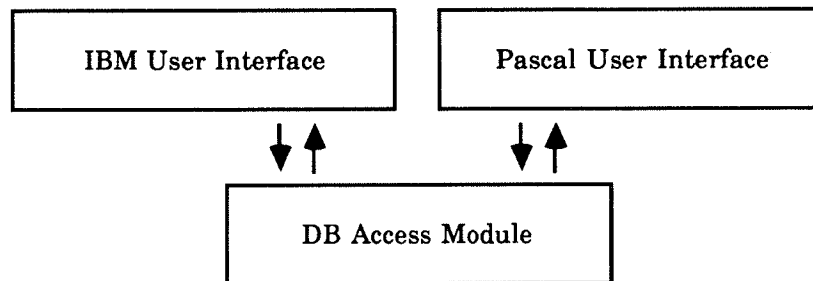 IBM User Interface
Pascal User Interface
DB Access Module